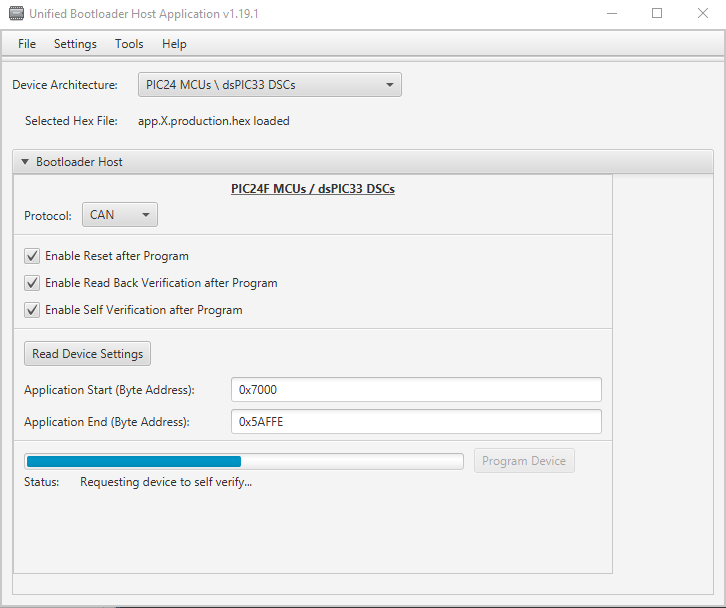 Unified Bootloader Host Application v1.19.1
File Settings Tools Help
Device Architecture: PIC24 MCUs \ dsPIC33 DSCs
Selected Hex File: app.X.production.hex loaded
Bootloader Host
PIC24F MCUs / dsPIC33 DSCs
Protocol: CAN
Enable Reset after Program
Enable Read Back Verification after Program
Enable Self Verification after Program
Read Device Settings
Application Start (Byte Address): 0x7000
Application End (Byte Address): 0x5AFFE
Program Device
Status: Requesting device to self verify...